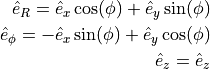 ê_R = ê_x cos(ϕ) + ê_y sin(ϕ)
ê_ϕ = −ê_x sin(ϕ) + ê_y cos(ϕ)
ê_z = ê_z